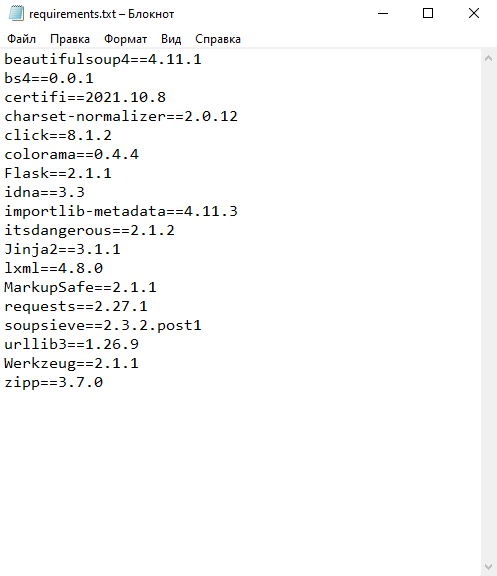 requirements.txt – Блокнот
Файл Правка Формат Вид Справка
beautifulsoup4==4.11.1
bs4==0.0.1
certifi==2021.10.8
charset-normalizer==2.0.12
click==8.1.2
colorama==0.4.4
Flask==2.1.1
idna==3.3
importlib-metadata==4.11.3
itsdangerous==2.1.2
Jinja2==3.1.1
lxml==4.8.0
MarkupSafe==2.1.1
requests==2.27.1
soupsieve==2.3.2.post1
urllib3==1.26.9
Werkzeug==2.1.1
zipp==3.7.0